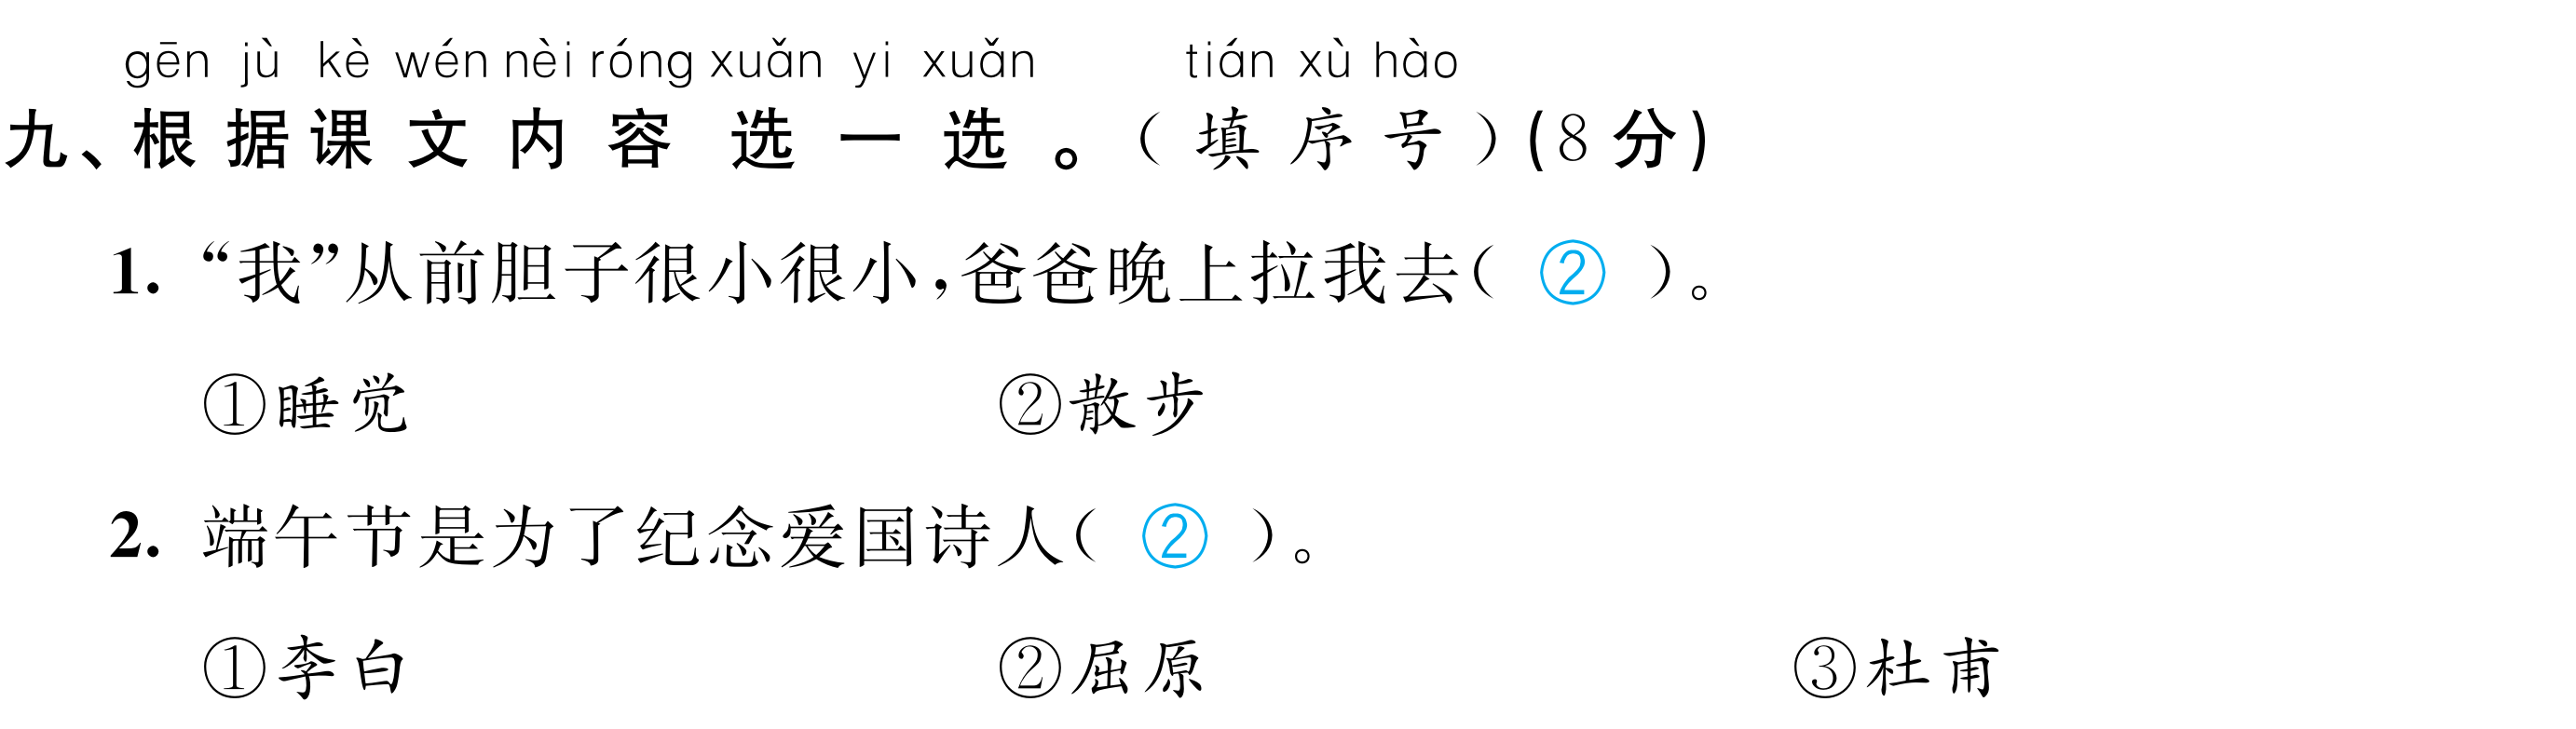 gēn jù kè wén nèi róng xuǎn yi xuǎn tián xù hào
九、根据课文内容选一选。(填序号)(8分)
1. “我”从前胆子很小很小,爸爸晚上拉我去( ② )。
①睡觉 ②散步
2. 端午节是为了纪念爱国诗人( ② )。
①李白 ②屈原 ③杜甫